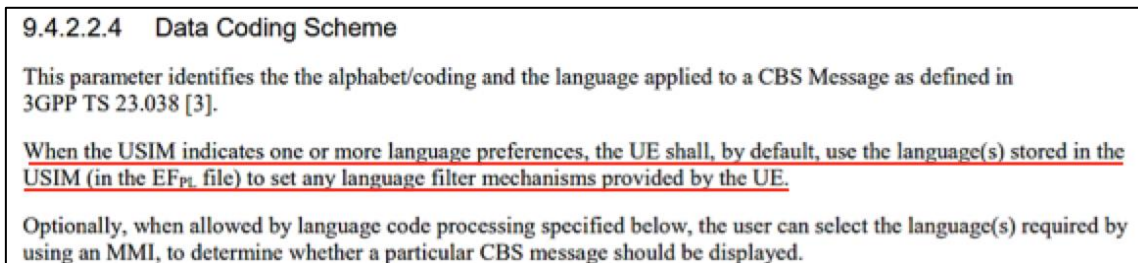 9.4.2.2.4 Data Coding Scheme
This parameter identifies the the alphabet/coding and the language applied to a CBS Message as defined in
3GPP TS 23.038 [3].
When the USIM indicates one or more language preferences, the UE shall, by default, use the language(s) stored in the
USIM (in the EFPL file) to set any language filter mechanisms provided by the UE.
Optionally, when allowed by language code processing specified below, the user can select the language(s) required by
using an MMI, to determine whether a particular CBS message should be displayed.